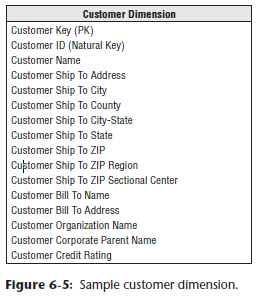 Customer Dimension
Customer Key (PK)
Customer ID (Natural Key)
Customer Name
Customer Ship To Address
Customer Ship To City
Customer Ship To County
Customer Ship To City-State
Customer Ship To State
Customer Ship To ZIP
Customer Ship To ZIP Region
Customer Ship To ZIP Sectional Center
Customer Bill To Name
Customer Bill To Address
Customer Organization Name
Customer Corporate Parent Name
Customer Credit Rating
Figure 6-5: Sample customer dimension.